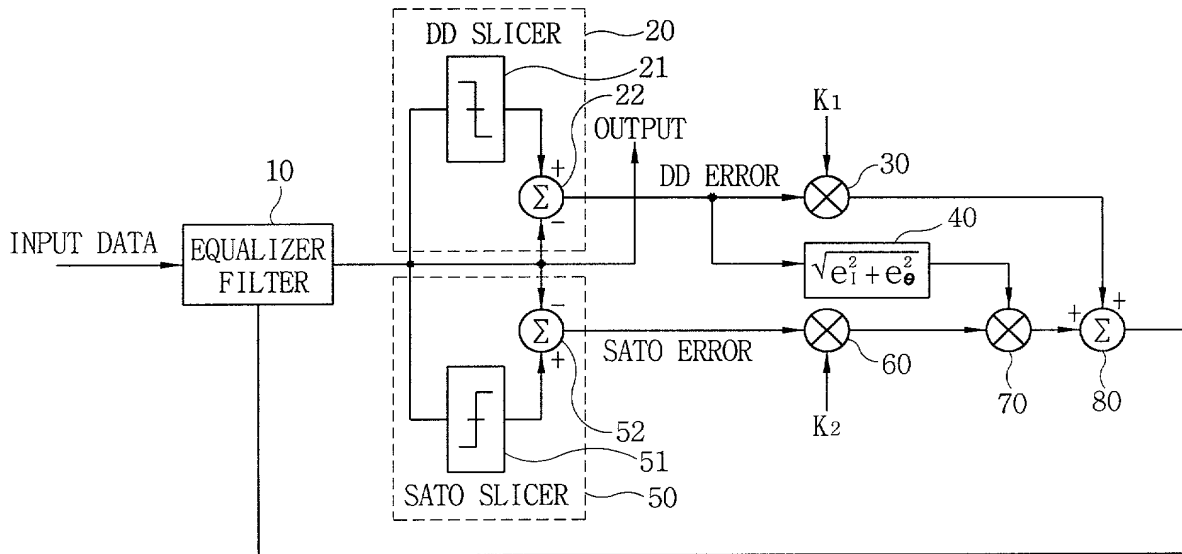 DD SLICER
20
21
22
OUTPUT
K1
10
DD ERROR
30
INPUT DATA
EQUALIZER
FILTER
40
√e²I + e²θ
SATO ERROR
60
70
80
K2
52
51
SATO SLICER
50
Σ
+
−
Σ
−
+
Σ
+
+